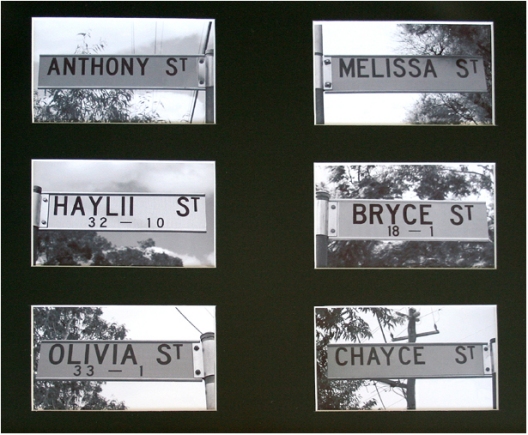 ANTHONY ST
MELISSA ST
HAYLII ST
32 — 10
BRYCE ST
18 — 1
OLIVIA ST
33 — 1
CHAYCE ST